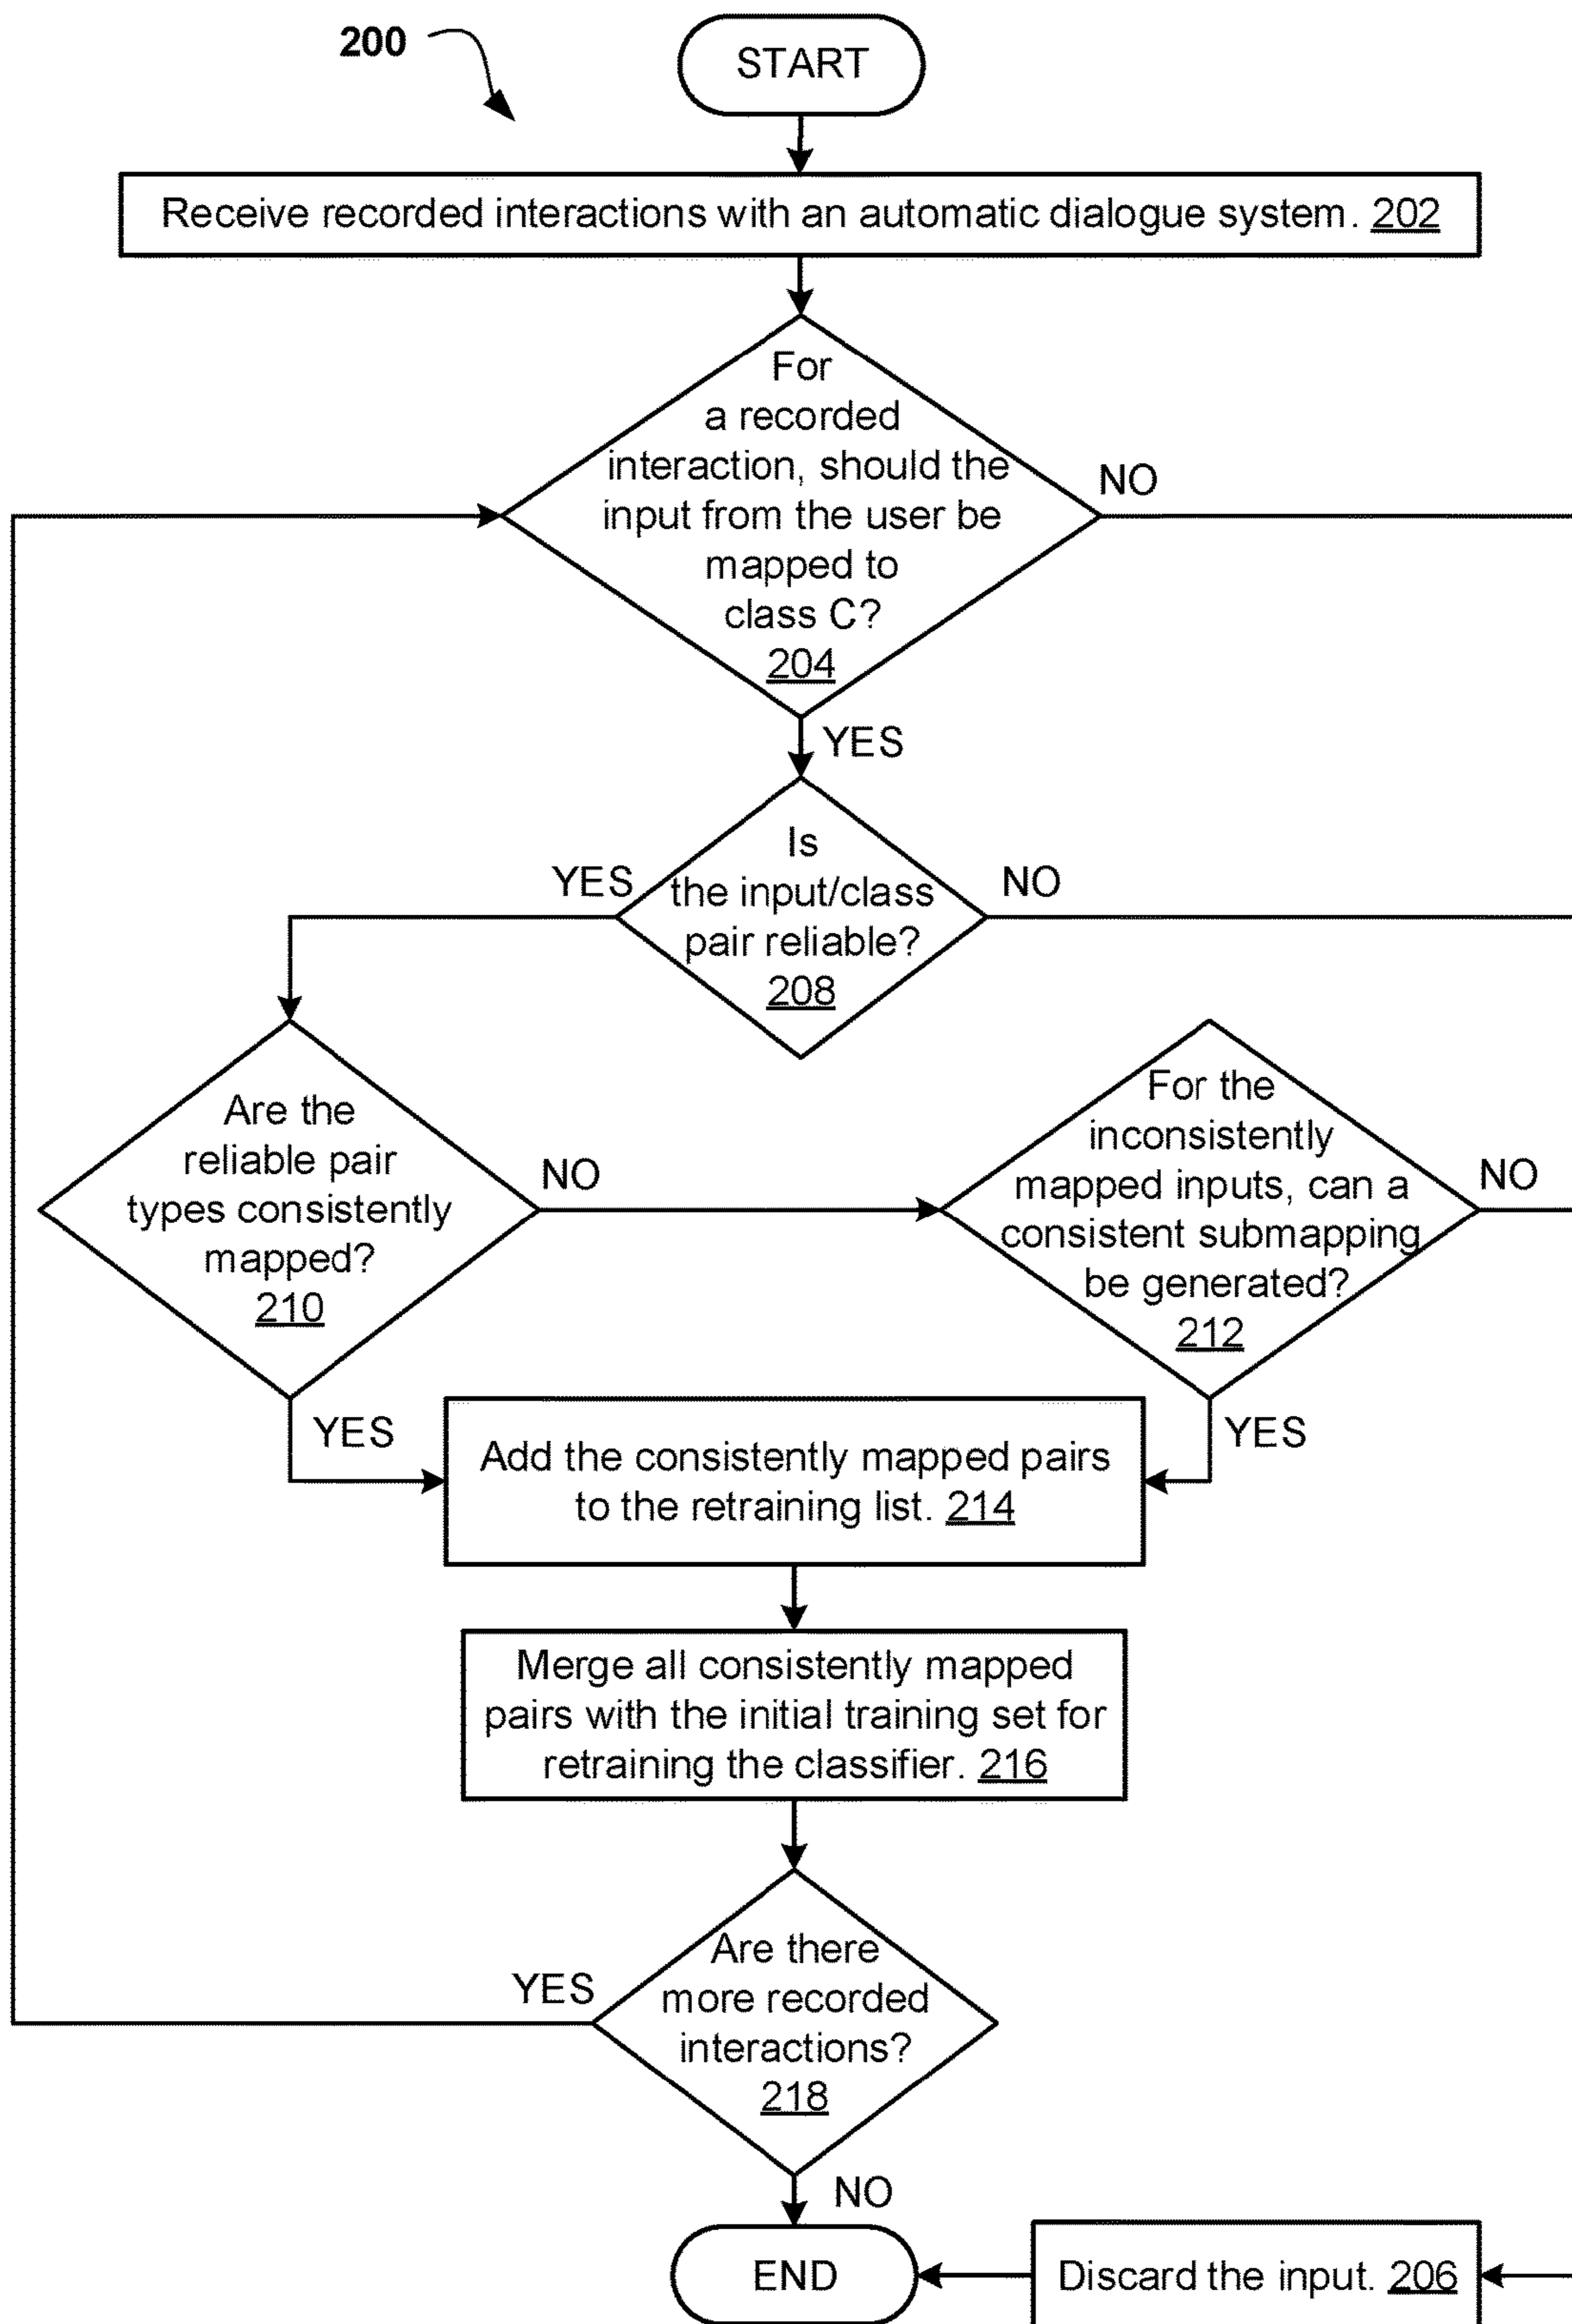 200
START
Receive recorded interactions with an automatic dialogue system. 202
For
a recorded
interaction, should the
input from the user be
mapped to
class C?
204
NO
YES
Is
the input/class
pair reliable?
208
YES
NO
Are the
reliable pair
types consistently
mapped?
210
NO
For the
inconsistently
mapped inputs, can a
consistent submapping
be generated?
212
NO
YES
YES
Add the consistently mapped pairs
to the retraining list. 214
Merge all consistently mapped
pairs with the initial training set for
retraining the classifier. 216
Are there
more recorded
interactions?
218
YES
NO
END
Discard the input. 206